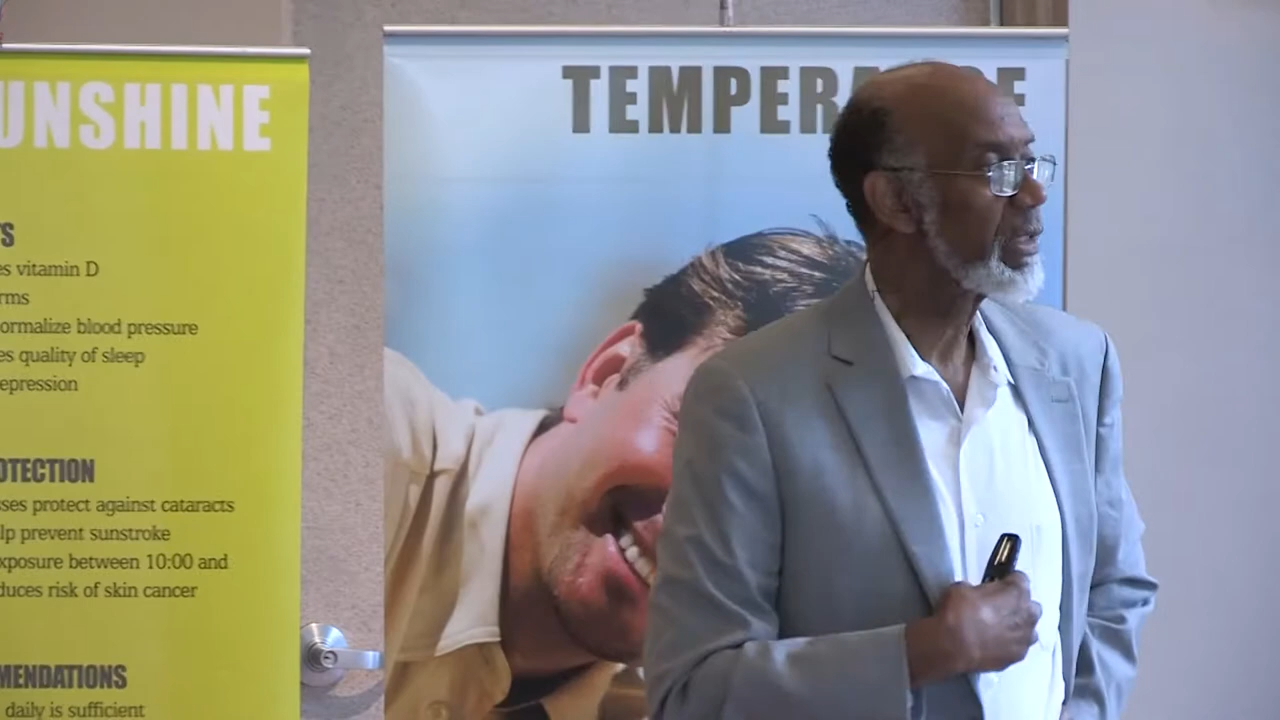 UNSHINE
TS
es vitamin D
rms
ormalize blood pressure
es quality of sleep
epression
OTECTION
sses protect against cataracts
lp prevent sunstroke
xposure between 10:00 and
duces risk of skin cancer
MENDATIONS
daily is sufficient
TEMPERA E